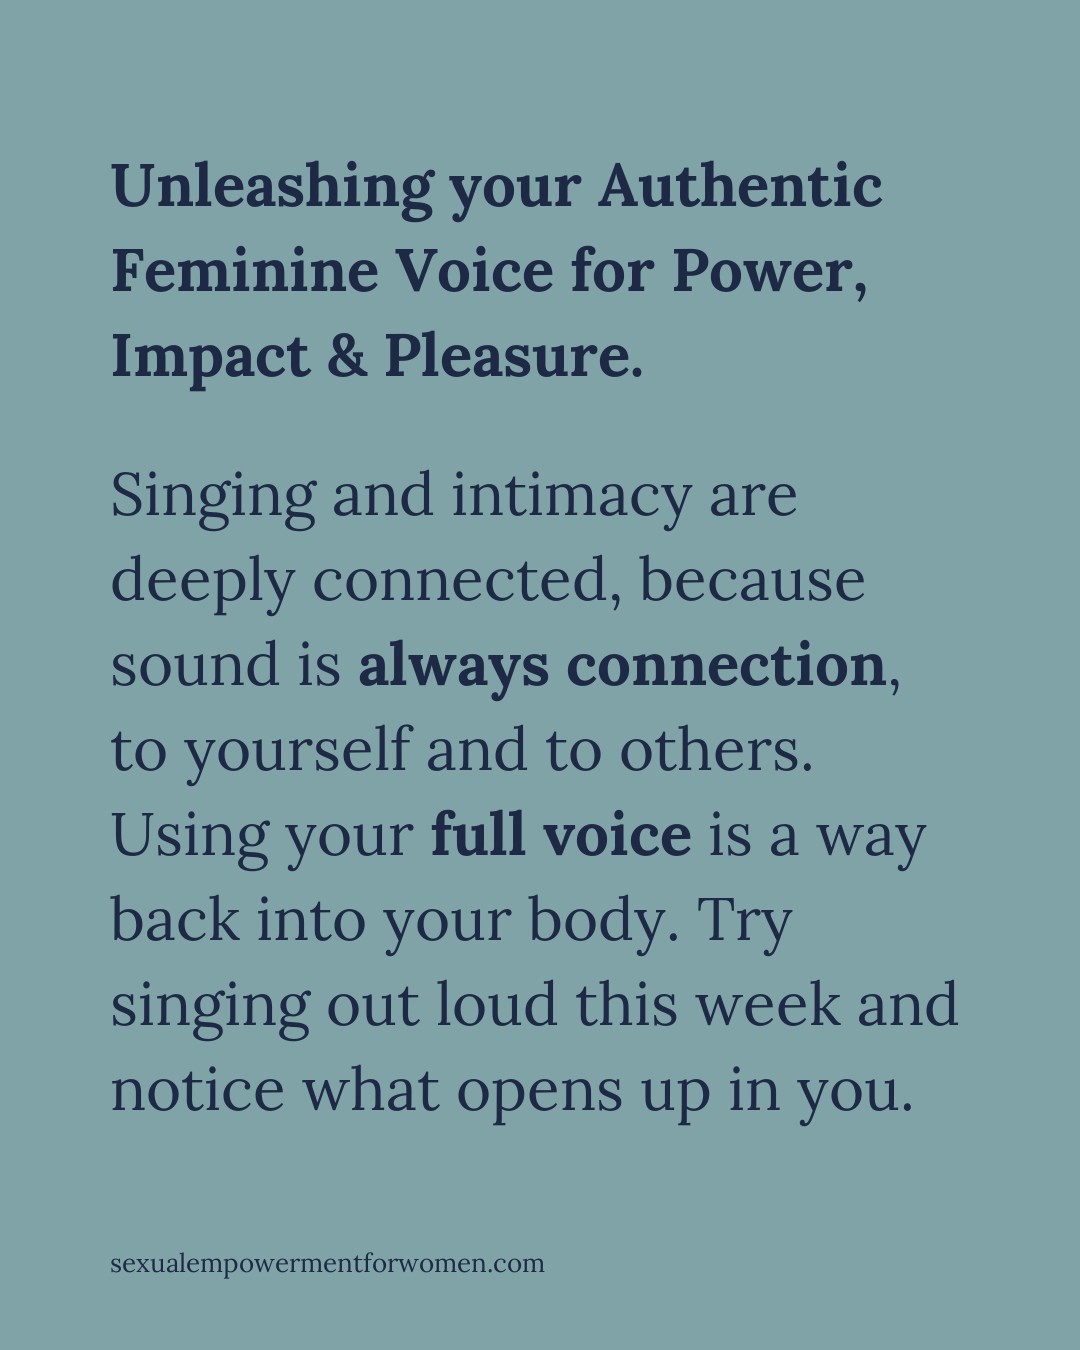 Unleashing your Authentic
Feminine Voice for Power,
Impact & Pleasure.
Singing and intimacy are
deeply connected, because
sound is always connection,
to yourself and to others.
Using your full voice is a way
back into your body. Try
singing out loud this week and
notice what opens up in you.
sexualempowermentforwomen.com